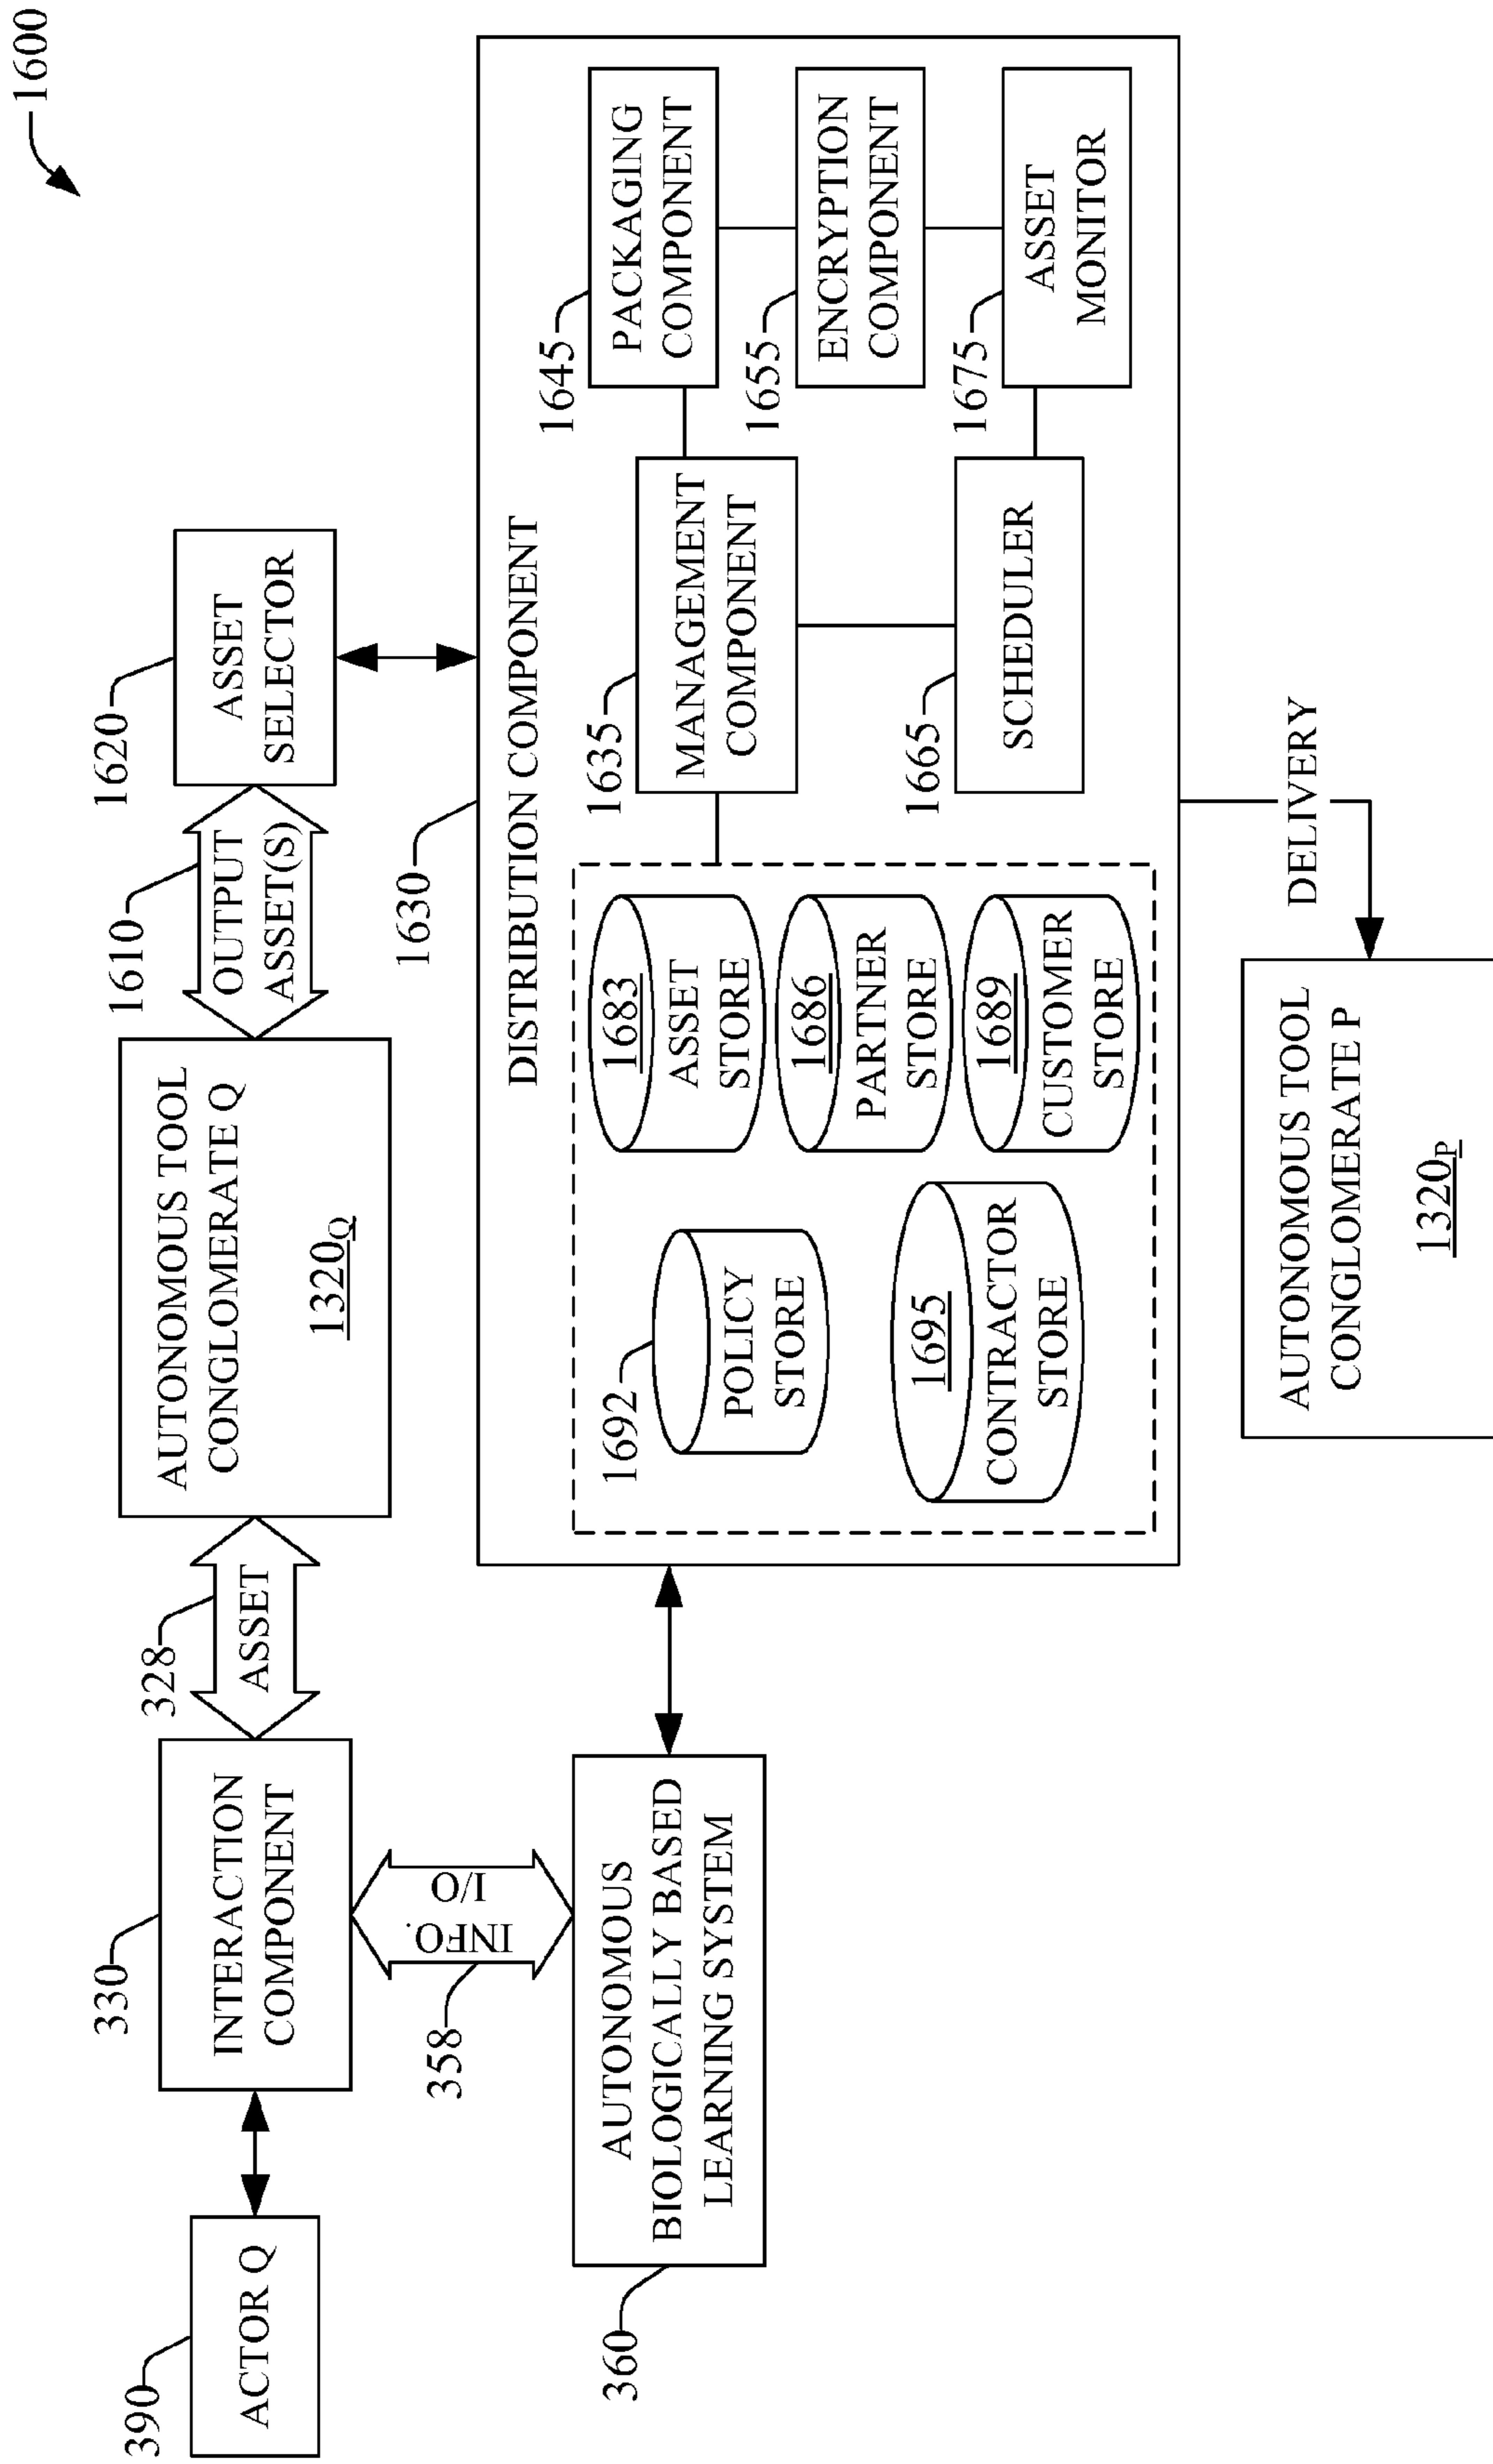 1600
390
ACTOR Q
330
INTERACTION
COMPONENT
328
ASSET
AUTONOMOUS TOOL
CONGLOMERATE Q
1320Q
1610
OUTPUT
ASSET(S)
1620
ASSET
SELECTOR
358
INFO.
I/O
360
AUTONOMOUS
BIOLOGICALLY BASED
LEARNING SYSTEM
1630
DISTRIBUTION COMPONENT
1692
POLICY
STORE
1695
CONTRACTOR
STORE
1683
ASSET
STORE
1686
PARTNER
STORE
1689
CUSTOMER
STORE
1635
MANAGEMENT
COMPONENT
1665
SCHEDULER
1645
PACKAGING
COMPONENT
1655
ENCRYPTION
COMPONENT
1675
ASSET
MONITOR
DELIVERY
AUTONOMOUS TOOL
CONGLOMERATE P
1320P